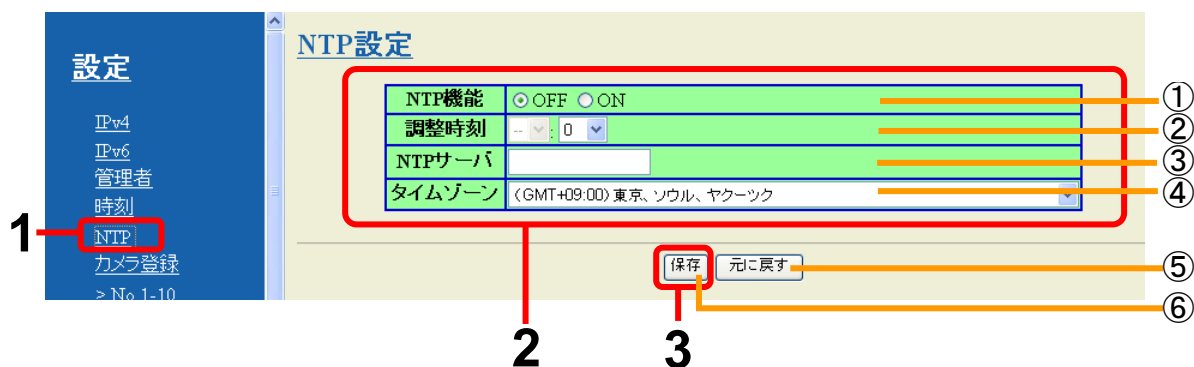 設定
IPv4
IPv6
管理者
時刻
NTP
カメラ登録
> No 1-10
NTP設定
NTP機能 OFF ON
調整時刻 -- : 0
NTPサーバ
タイムゾーン (GMT+09:00) 東京、ソウル、ヤクーツク
保存 元に戻す
①
②
③
④
⑤
⑥
1
2
3